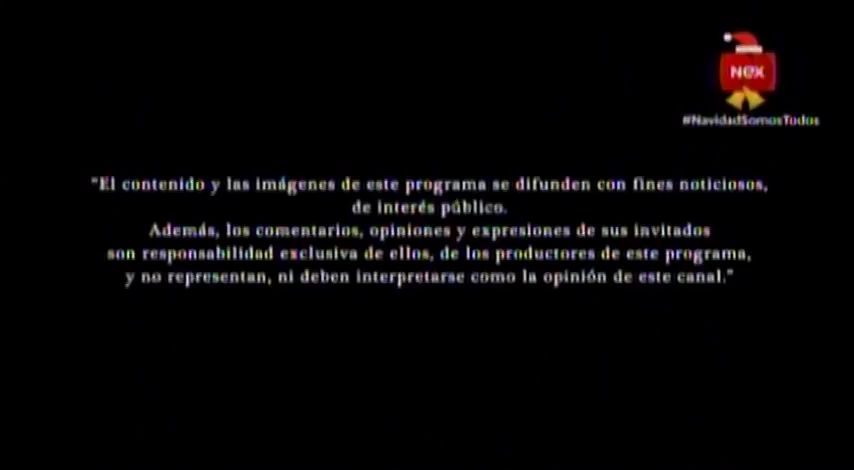 NEX
#NavidadSomosTodos
"El contenido y las imágenes de este programa se difunden con fines noticiosos,
de interés público.
Además, los comentarios, opiniones y expresiones de sus invitados
son responsabilidad exclusiva de ellos, de los productores de este programa,
y no representan, ni deben interpretarse como la opinión de este canal."